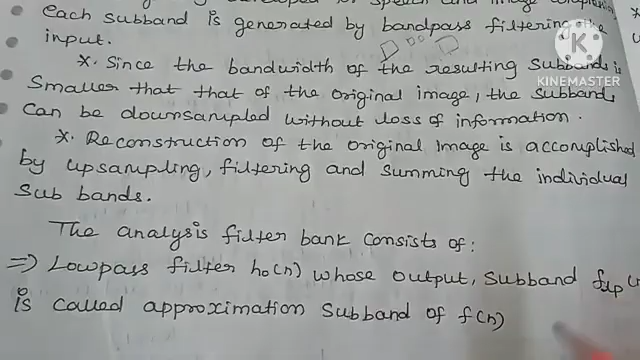 each subband is generated by bandpass filtering the
input.
*. Since the bandwidth of the resulting subbands is
smaller that that of the original image, the subbands
can be downsampled without loss of information.
*. Reconstruction of the original image is accomplished
by upsampling, filtering and summing the individual
sub bands.
The analysis filter bank consists of:
=> Lowpass filter h₀(n) whose output, subband f_lp(
is called approximation subband of f(n)
K
KINEMASTER